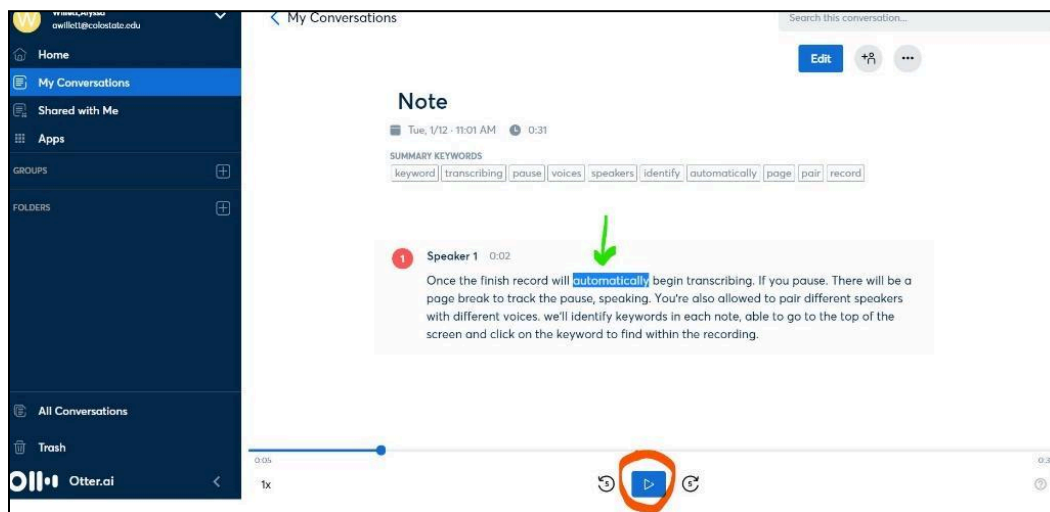 W
Willett,Alyssa
awillett@colostate.edu
Home
My Conversations
Shared with Me
Apps
GROUPS
FOLDERS
All Conversations
Trash
Otter.ai
My Conversations
Search this conversation...
Edit
Note
Tue, 1/12 · 11:01 AM 0:31
SUMMARY KEYWORDS
keyword transcribing pause voices speakers identify automatically page pair record
1 Speaker 1 0:02
Once the finish record will automatically begin transcribing. If you pause. There will be a
page break to track the pause, speaking. You're also allowed to pair different speakers
with different voices. we'll identify keywords in each note, able to go to the top of the
screen and click on the keyword to find within the recording.
0:05
1x
5
5